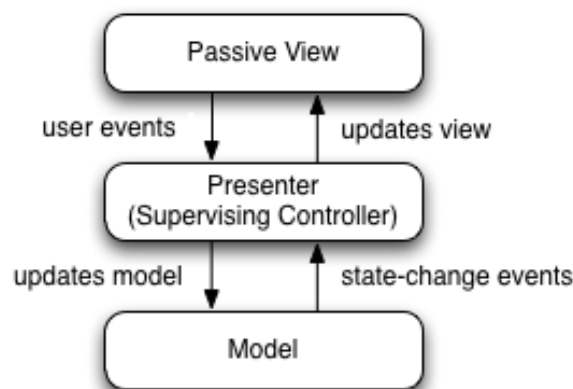 Passive View
user events
updates view
Presenter
(Supervising Controller)
updates model
state-change events
Model